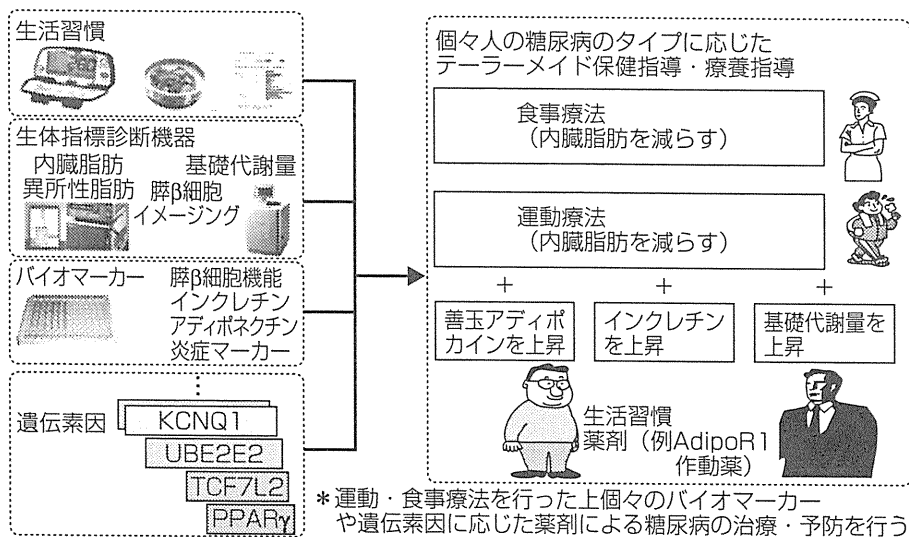 生活習慣
生体指標診断機器
内臓脂肪
異所性脂肪
基礎代謝量
膵β細胞
イメージング
バイオマーカー
膵β細胞機能
インクレチン
アディポネクチン
炎症マーカー
遺伝素因
KCNQ1
UBE2E2
TCF7L2
PPARγ
個々人の糖尿病のタイプに応じた
テーラーメイド保健指導・療養指導
食事療法
（内臓脂肪を減らす）
運動療法
（内臓脂肪を減らす）
+ + +
善玉アディポ
カインを上昇
インクレチン
を上昇
基礎代謝量を
上昇
生活習慣
薬剤（例AdipoR1
作動薬）
＊運動・食事療法を行った上個々のバイオマーカー
や遺伝素因に応じた薬剤による糖尿病の治療・予防を行う